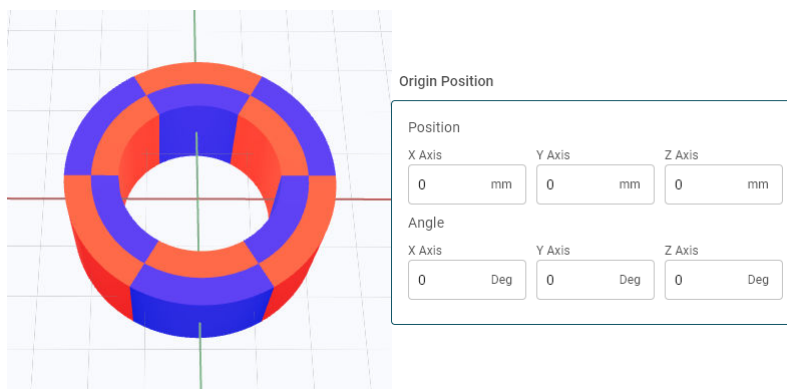 Origin Position
Position
X Axis Y Axis Z Axis
0 mm 0 mm 0 mm
Angle
X Axis Y Axis Z Axis
0 Deg 0 Deg 0 Deg